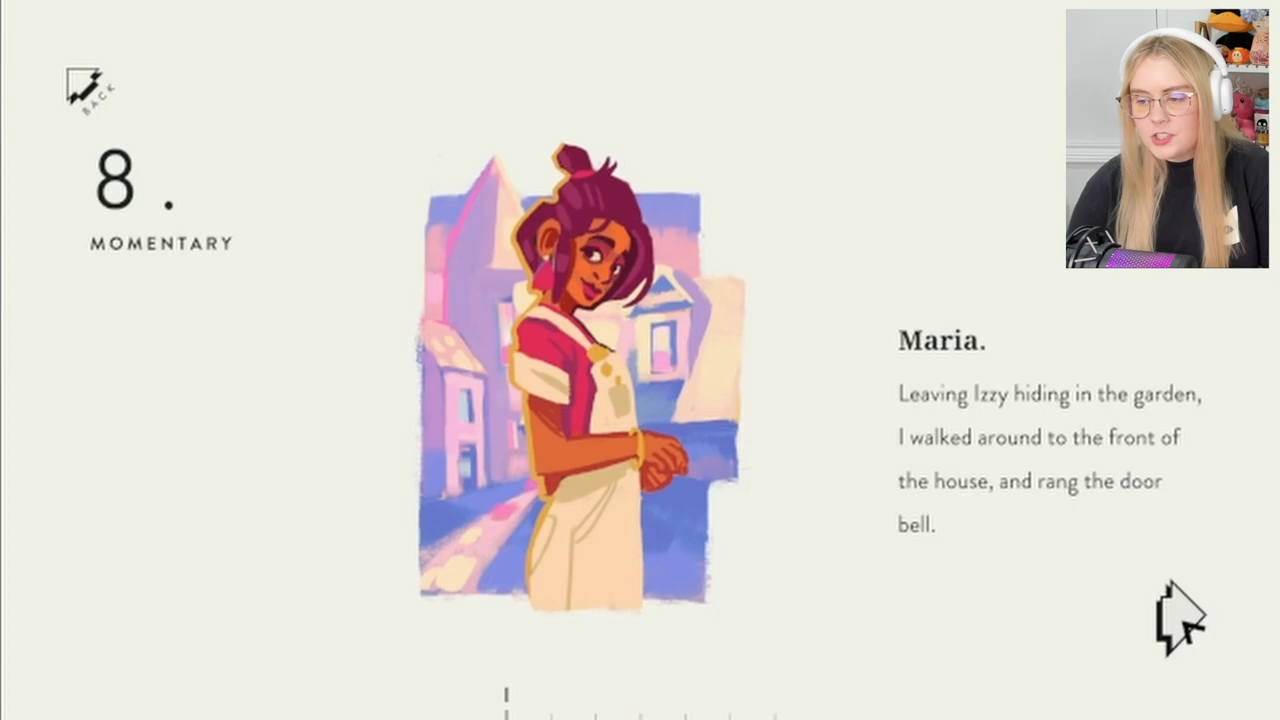 BACK
8.
MOMENTARY
Maria.
Leaving Izzy hiding in the garden,
I walked around to the front of
the house, and rang the door
bell.